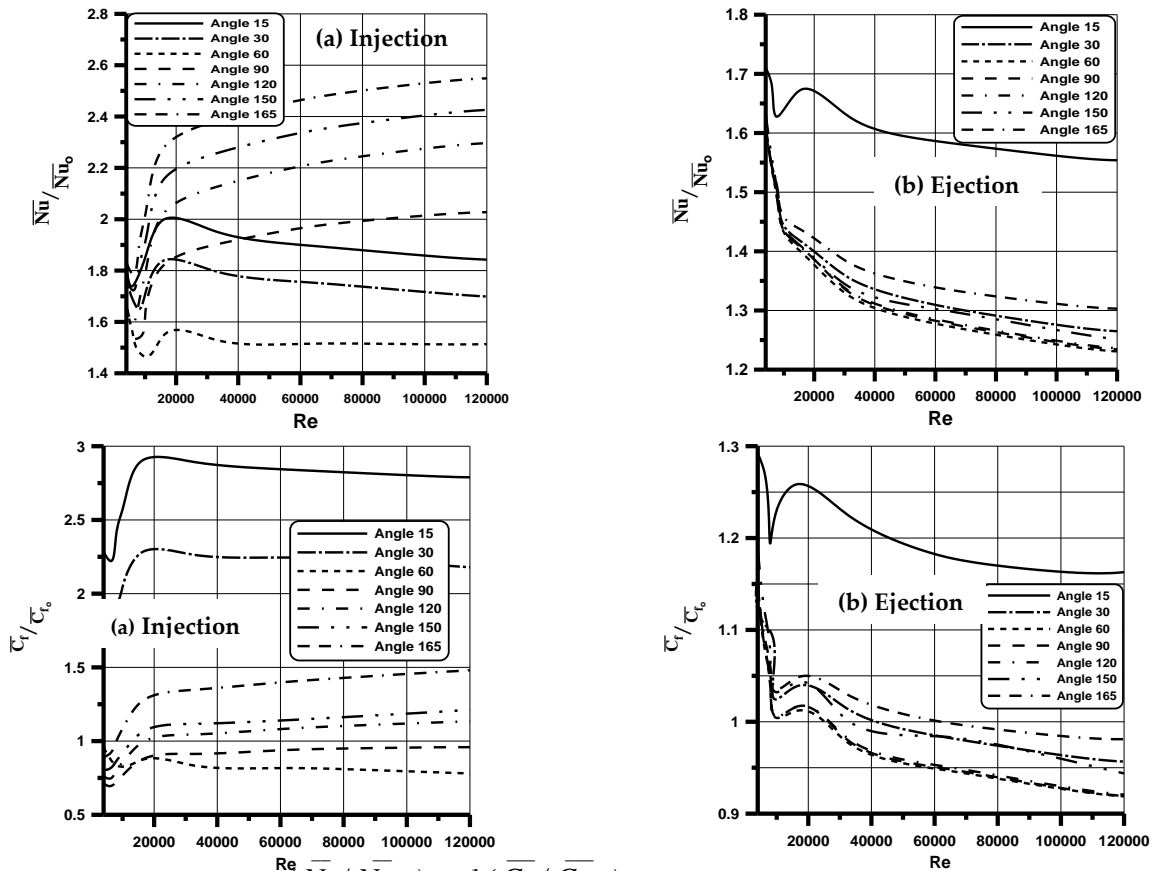 2.8
2.6
2.4
2.2
2
1.8
1.6
1.4
Nu/Nuo
Angle 15
Angle 30
Angle 60
Angle 90
Angle 120
Angle 150
Angle 165
(a) Injection
20000 40000 60000 80000 100000 120000
Re
1.8
1.7
1.6
1.5
1.4
1.3
1.2
Nu/Nuo
Angle 15
Angle 30
Angle 60
Angle 90
Angle 120
Angle 150
Angle 165
(b) Ejection
20000 40000 60000 80000 100000 120000
Re
3
2.5
2
1.5
1
0.5
Cf/Cfo
Angle 15
Angle 30
Angle 60
Angle 90
Angle 120
Angle 150
Angle 165
(a) Injection
20000 40000 60000 80000 100000 120000
Re
1.3
1.2
1.1
1
0.9
Cf/Cfo
(b) Ejection
Angle 15
Angle 30
Angle 60
Angle 90
Angle 120
Angle 150
Angle 165
20000 40000 60000 80000 100000 120000
Re